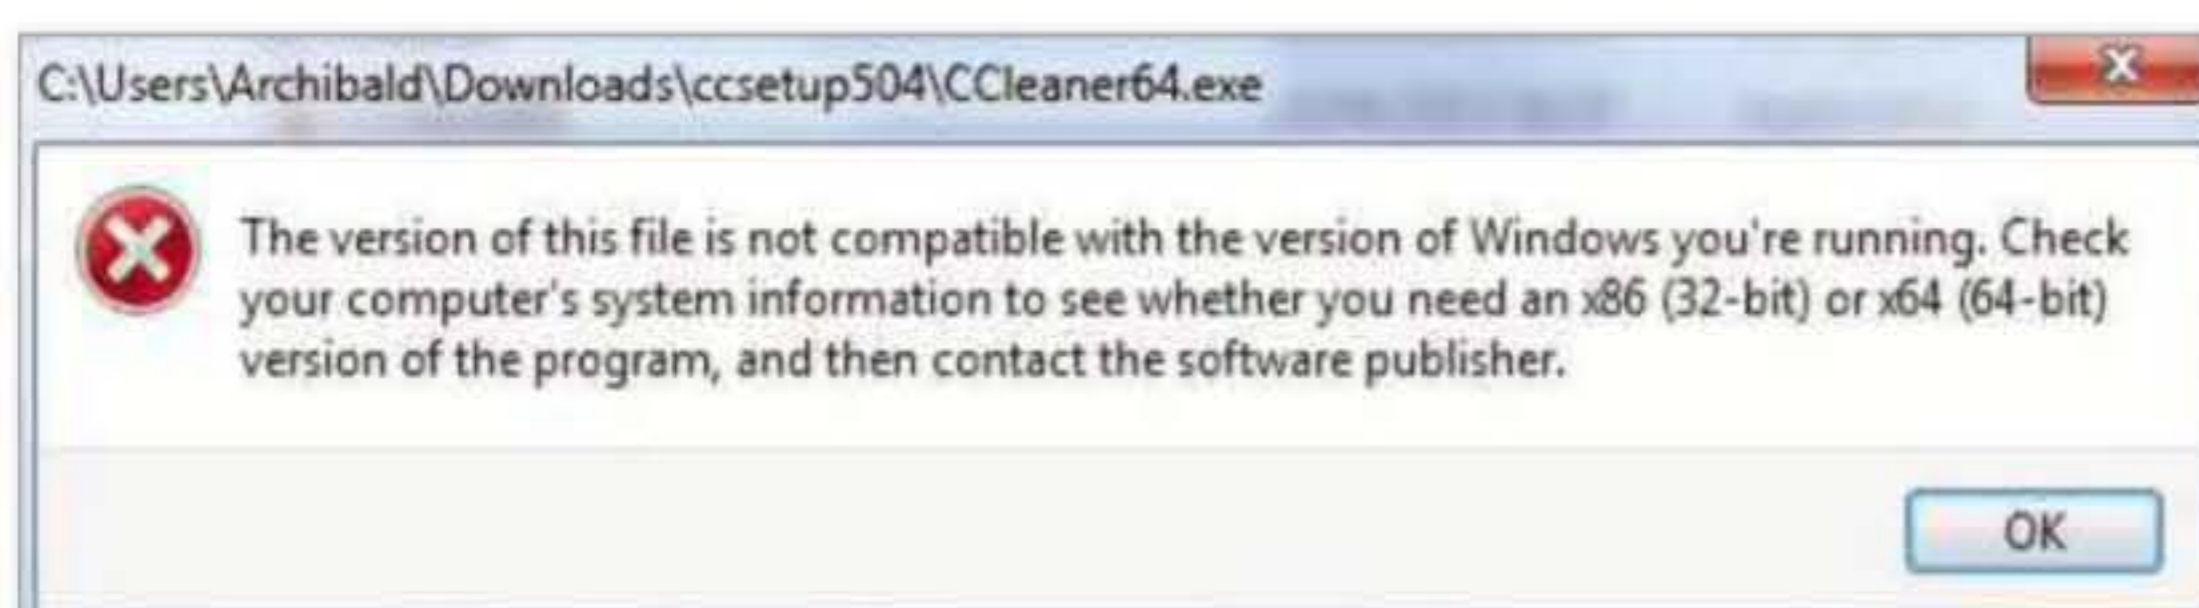 C:\Users\Archibald\Downloads\ccsetup504\CCleaner64.exe
The version of this file is not compatible with the version of Windows you're running. Check
your computer's system information to see whether you need an x86 (32-bit) or x64 (64-bit)
version of the program, and then contact the software publisher.
OK